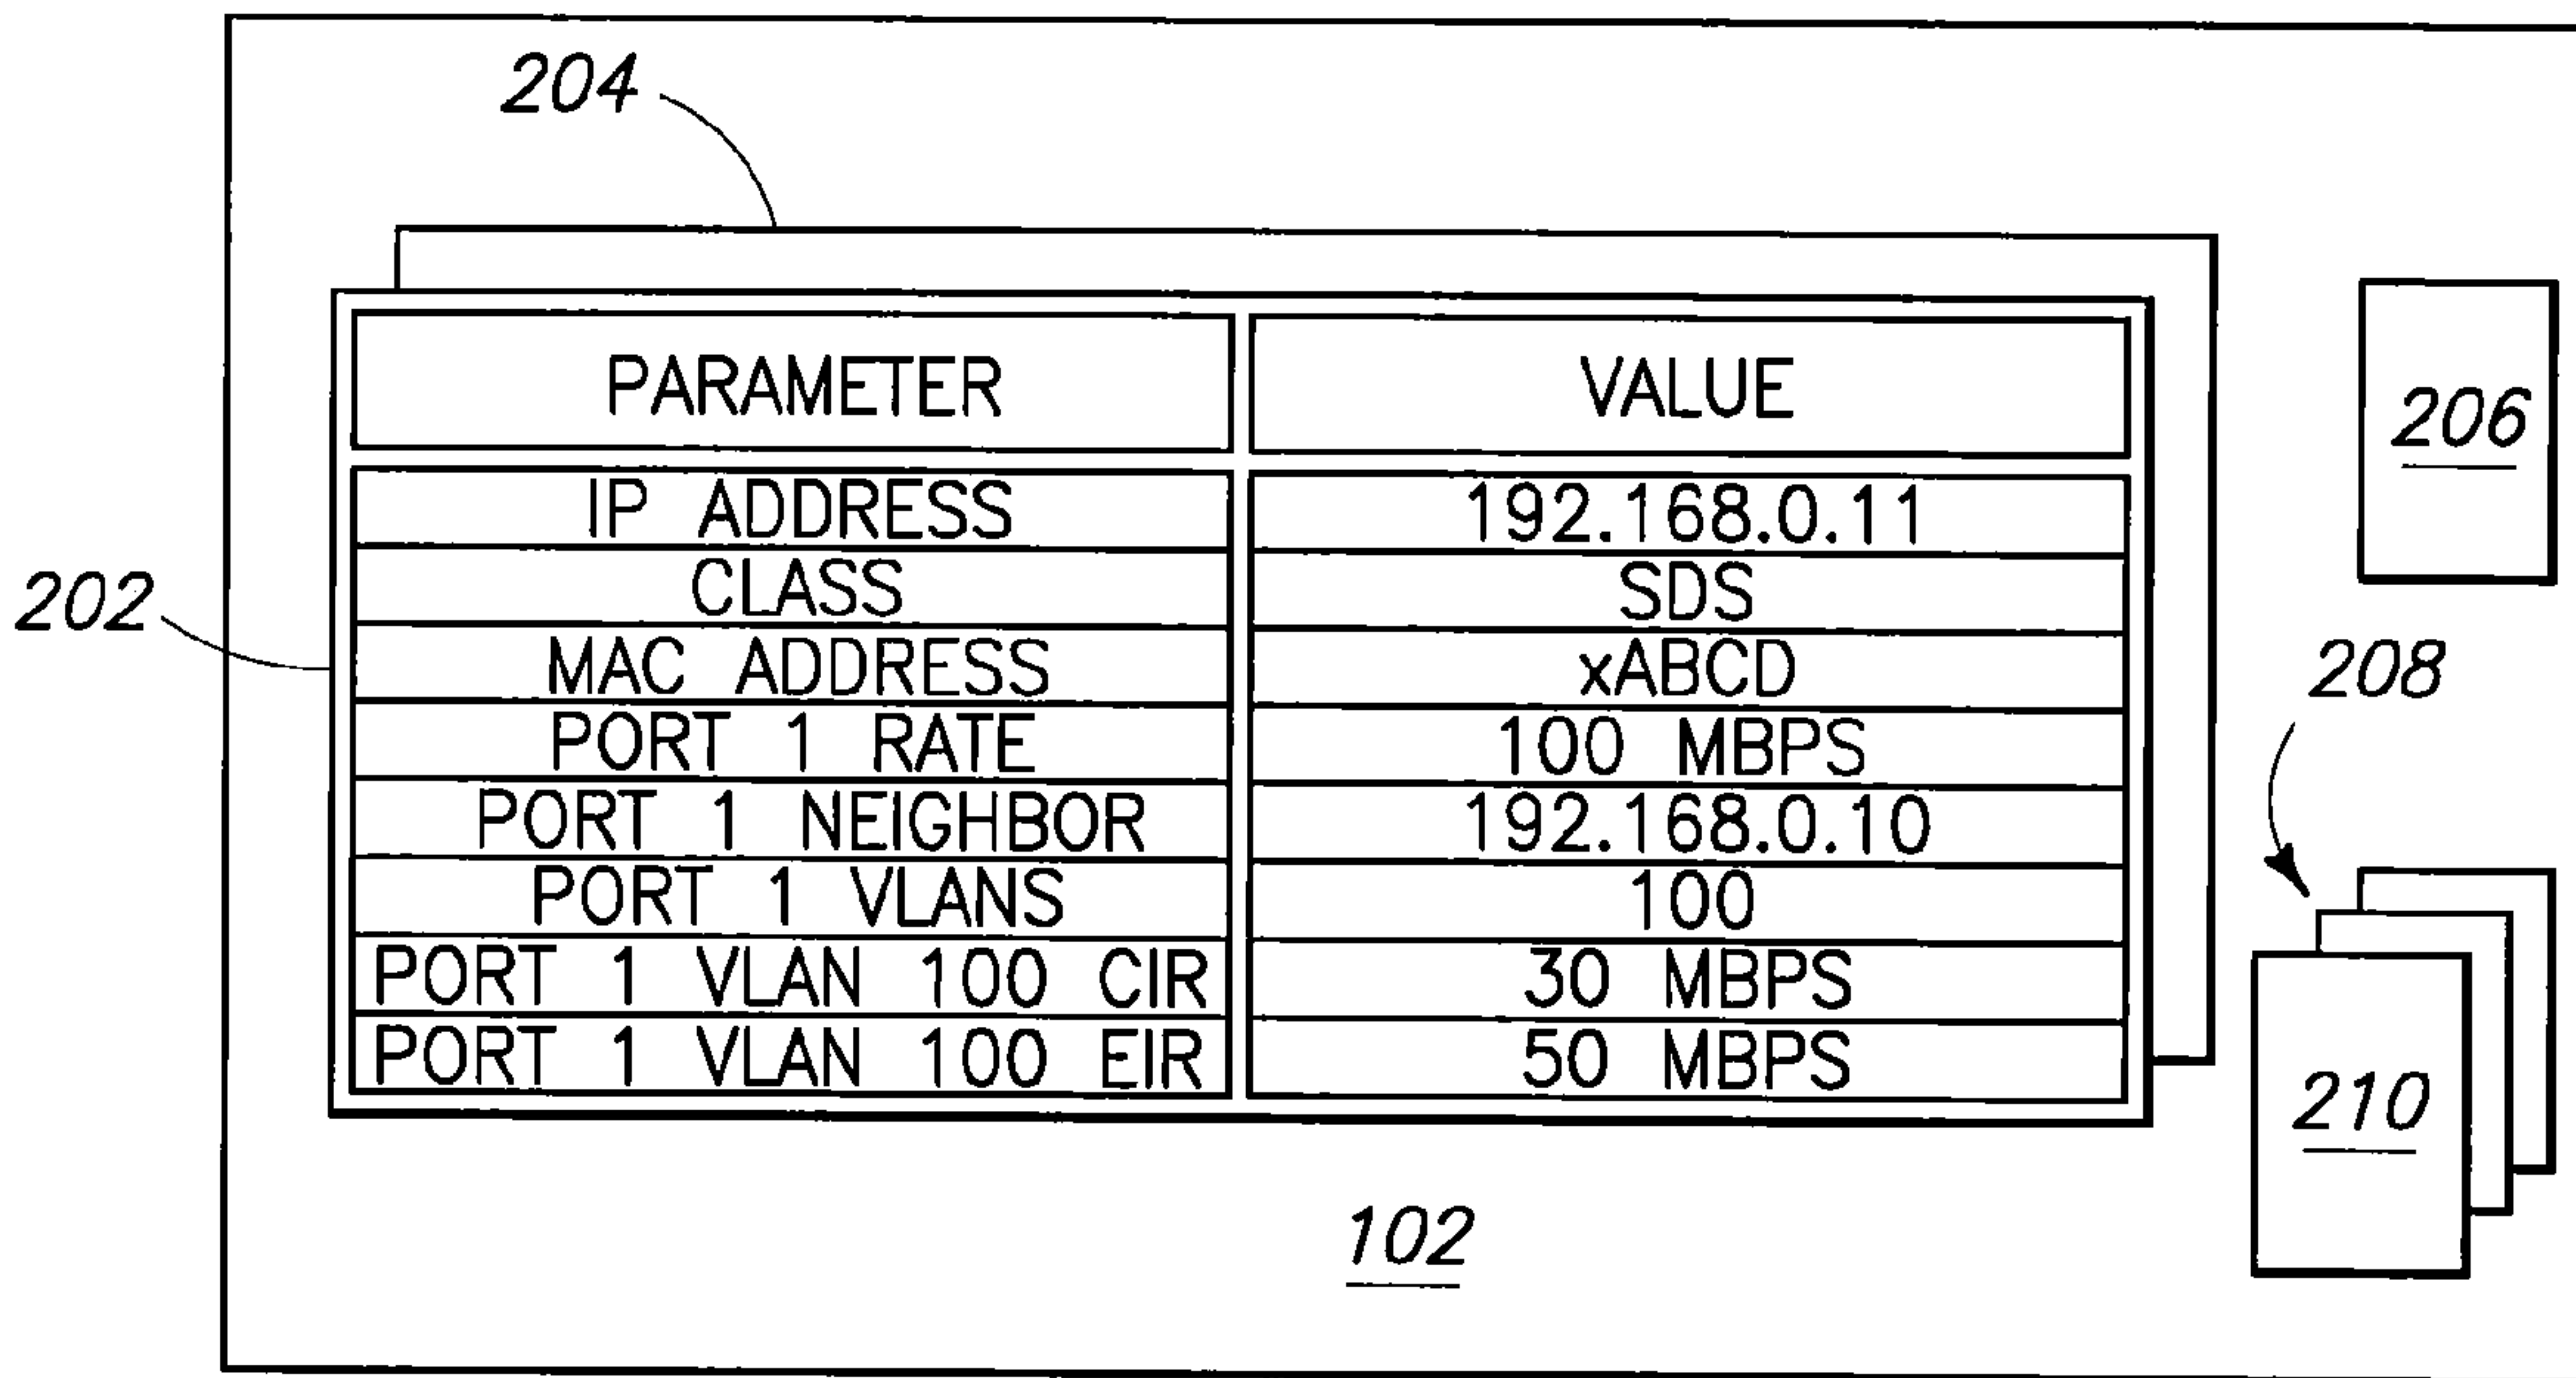 204
PARAMETER VALUE
206
IP ADDRESS 192.168.0.11
CLASS SDS
202
MAC ADDRESS xABCD
208
PORT 1 RATE 100 MBPS
PORT 1 NEIGHBOR 192.168.0.10
PORT 1 VLANS 100
PORT 1 VLAN 100 CIR 30 MBPS
PORT 1 VLAN 100 EIR 50 MBPS
210
102